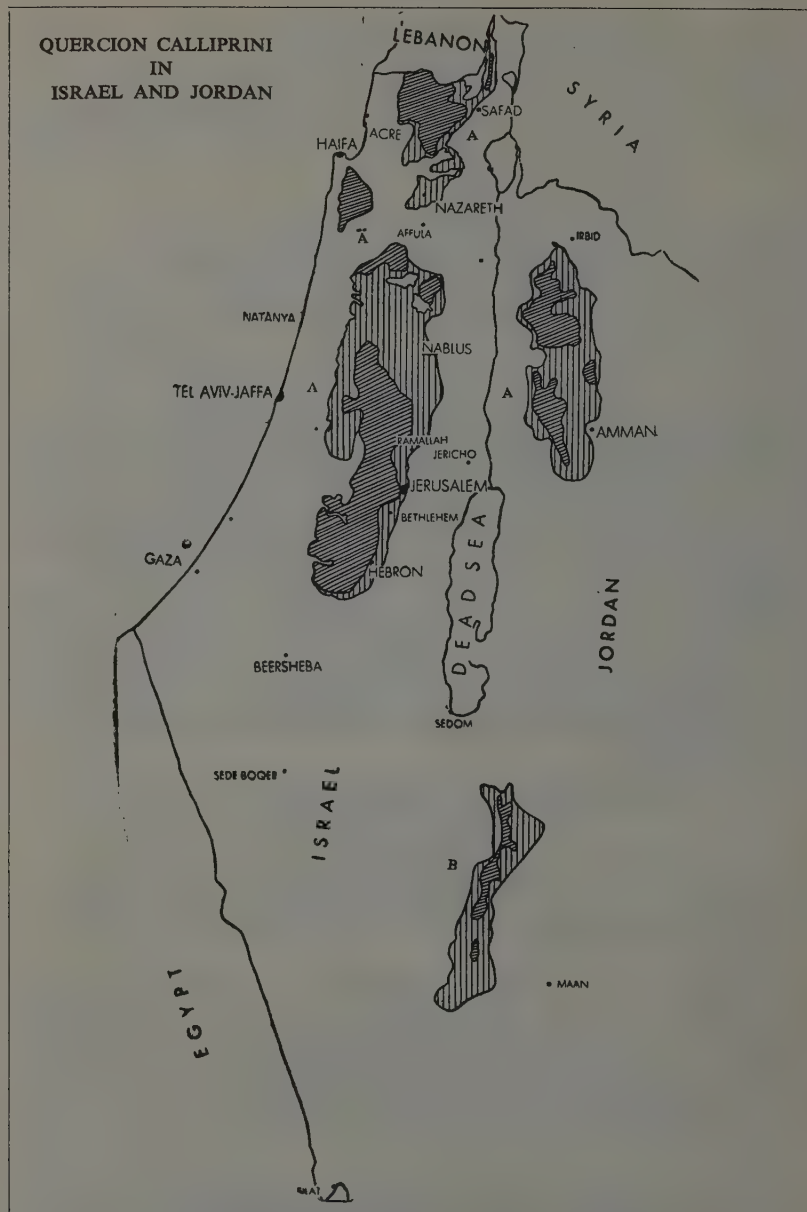 QUERCION CALLIPRINI
IN
ISRAEL AND JORDAN
LEBANON
SYRIA
SAFAD
ACRE
A
HAIFA
NAZARETH
Ä
AFFULA
IRBID
NATANYA
NABLUS
TEL AVIV-JAFFA
A
A
AMMAN
RAMALLAH
JERICHO
JERUSALEM
BETHLEHEM
GAZA
HEBRON
DEAD SEA
JORDAN
BEERSHEBA
SEDOM
SEDE BOQER
ISRAEL
B
MAAN
EGYPT